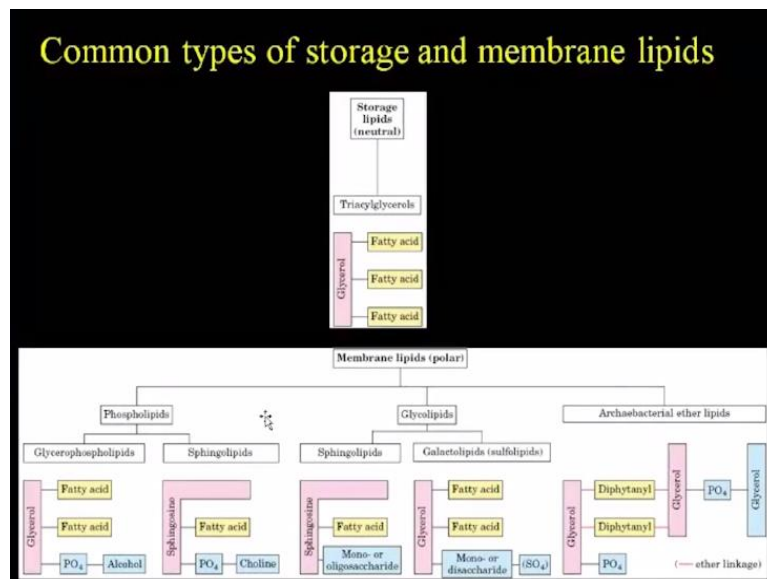 Common types of storage and membrane lipids
Storage
lipids
(neutral)
Triacylglycerols
Glycerol
Fatty acid
Fatty acid
Fatty acid
Membrane lipids (polar)
Phospholipids
Glycolipids
Archaebacterial ether lipids
Glycerophospholipids
Sphingolipids
Sphingolipids
Galactolipids (sulfolipids)
Glycerol
Fatty acid
Fatty acid
PO₄
Alcohol
Sphingosine
Fatty acid
PO₄
Choline
Sphingosine
Fatty acid
Mono- or
oligosaccharide
Glycerol
Fatty acid
Fatty acid
Mono- or
disaccharide
(SO₄)
Glycerol
Diphytanyl
Diphytanyl
PO₄
Glycerol
PO₄
Glycerol
(— ether linkage)